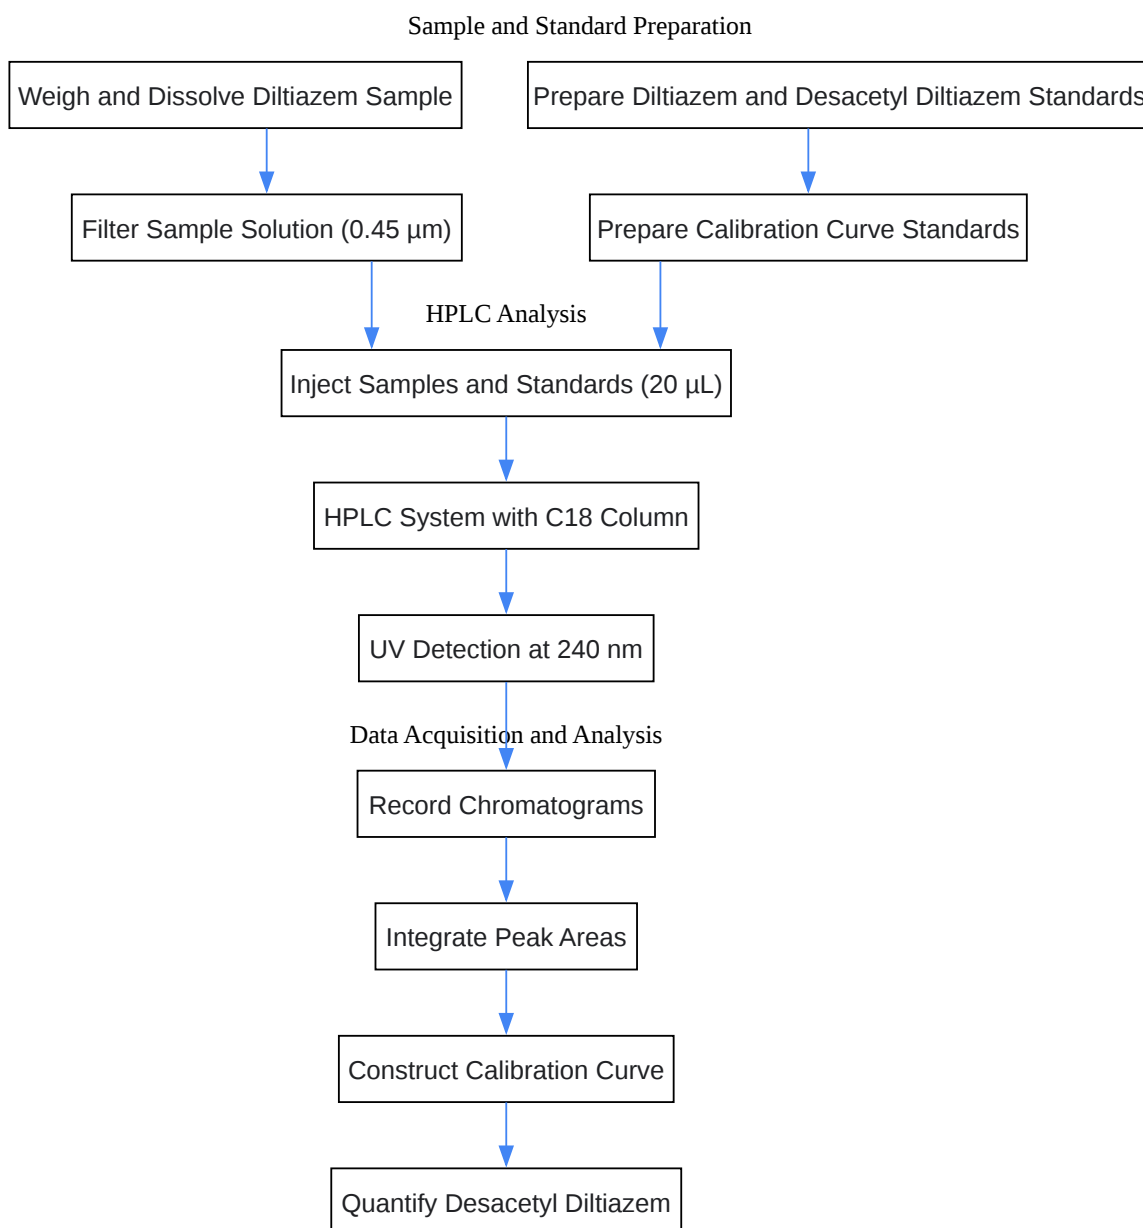 Sample and Standard Preparation
Weigh and Dissolve Diltiazem Sample
Prepare Diltiazem and Desacetyl Diltiazem Standards
Filter Sample Solution (0.45 µm)
Prepare Calibration Curve Standards
HPLC Analysis
Inject Samples and Standards (20 µL)
HPLC System with C18 Column
UV Detection at 240 nm
Data Acquisition and Analysis
Record Chromatograms
Integrate Peak Areas
Construct Calibration Curve
Quantify Desacetyl Diltiazem